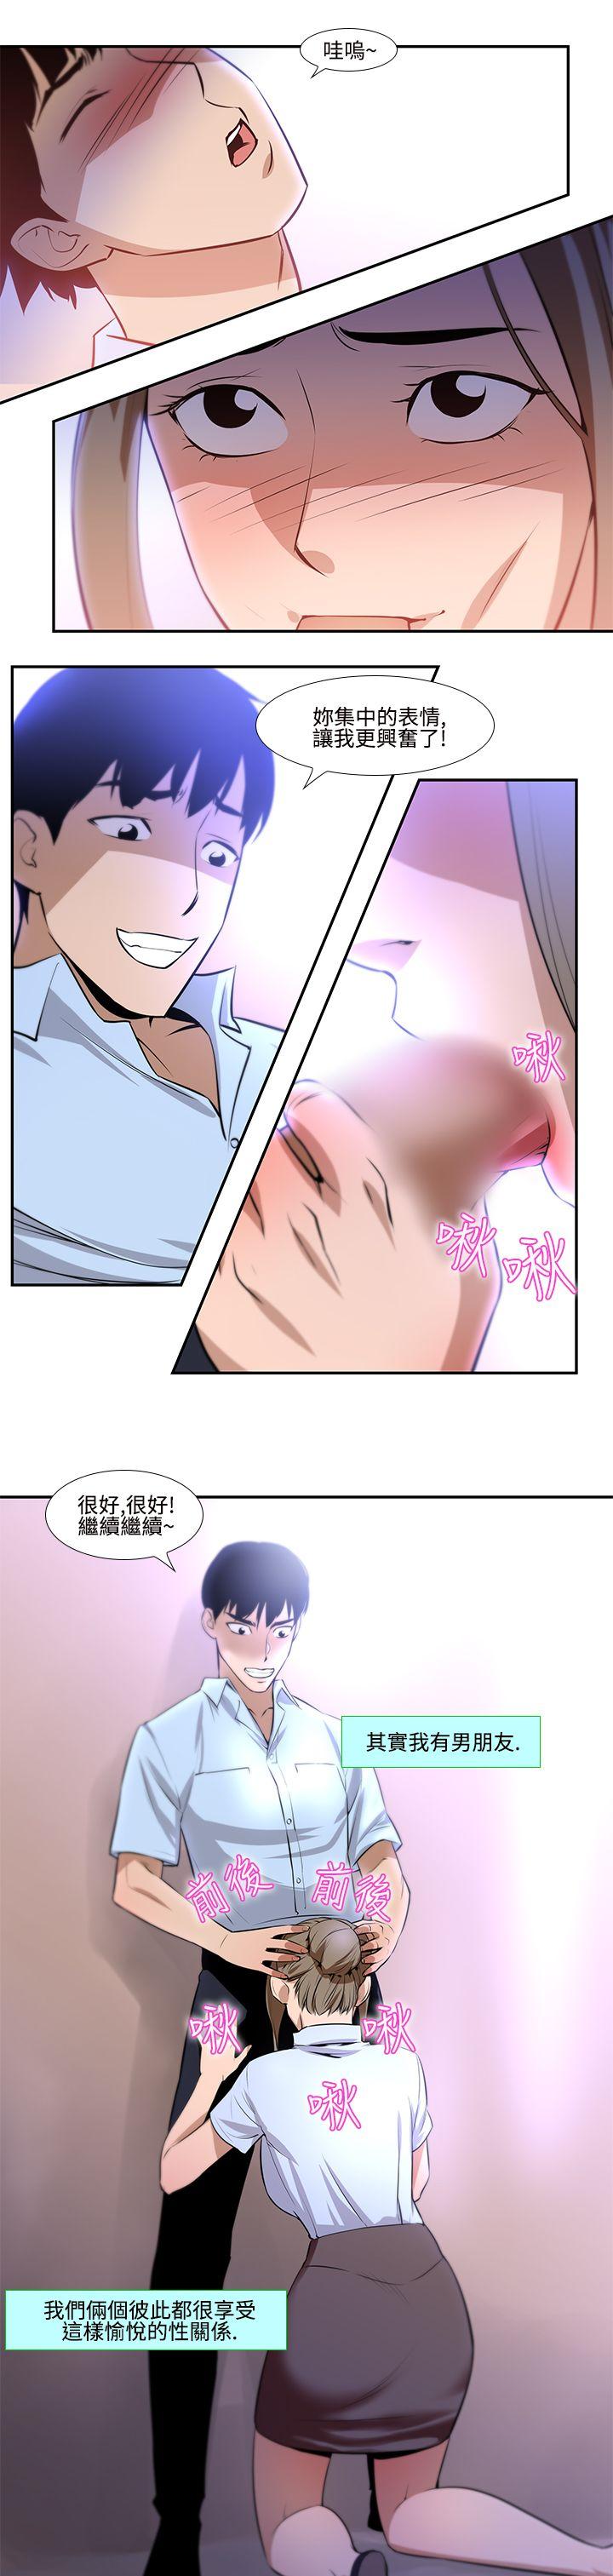 哇嗚~
妳集中的表情,
讓我更興奮了!
啾
啾
啾
很好,很好!
繼續繼續~
其實我有男朋友.
前後
前後
啾
啾
啾
我們倆個彼此都很享受
這樣愉悅的性關係.